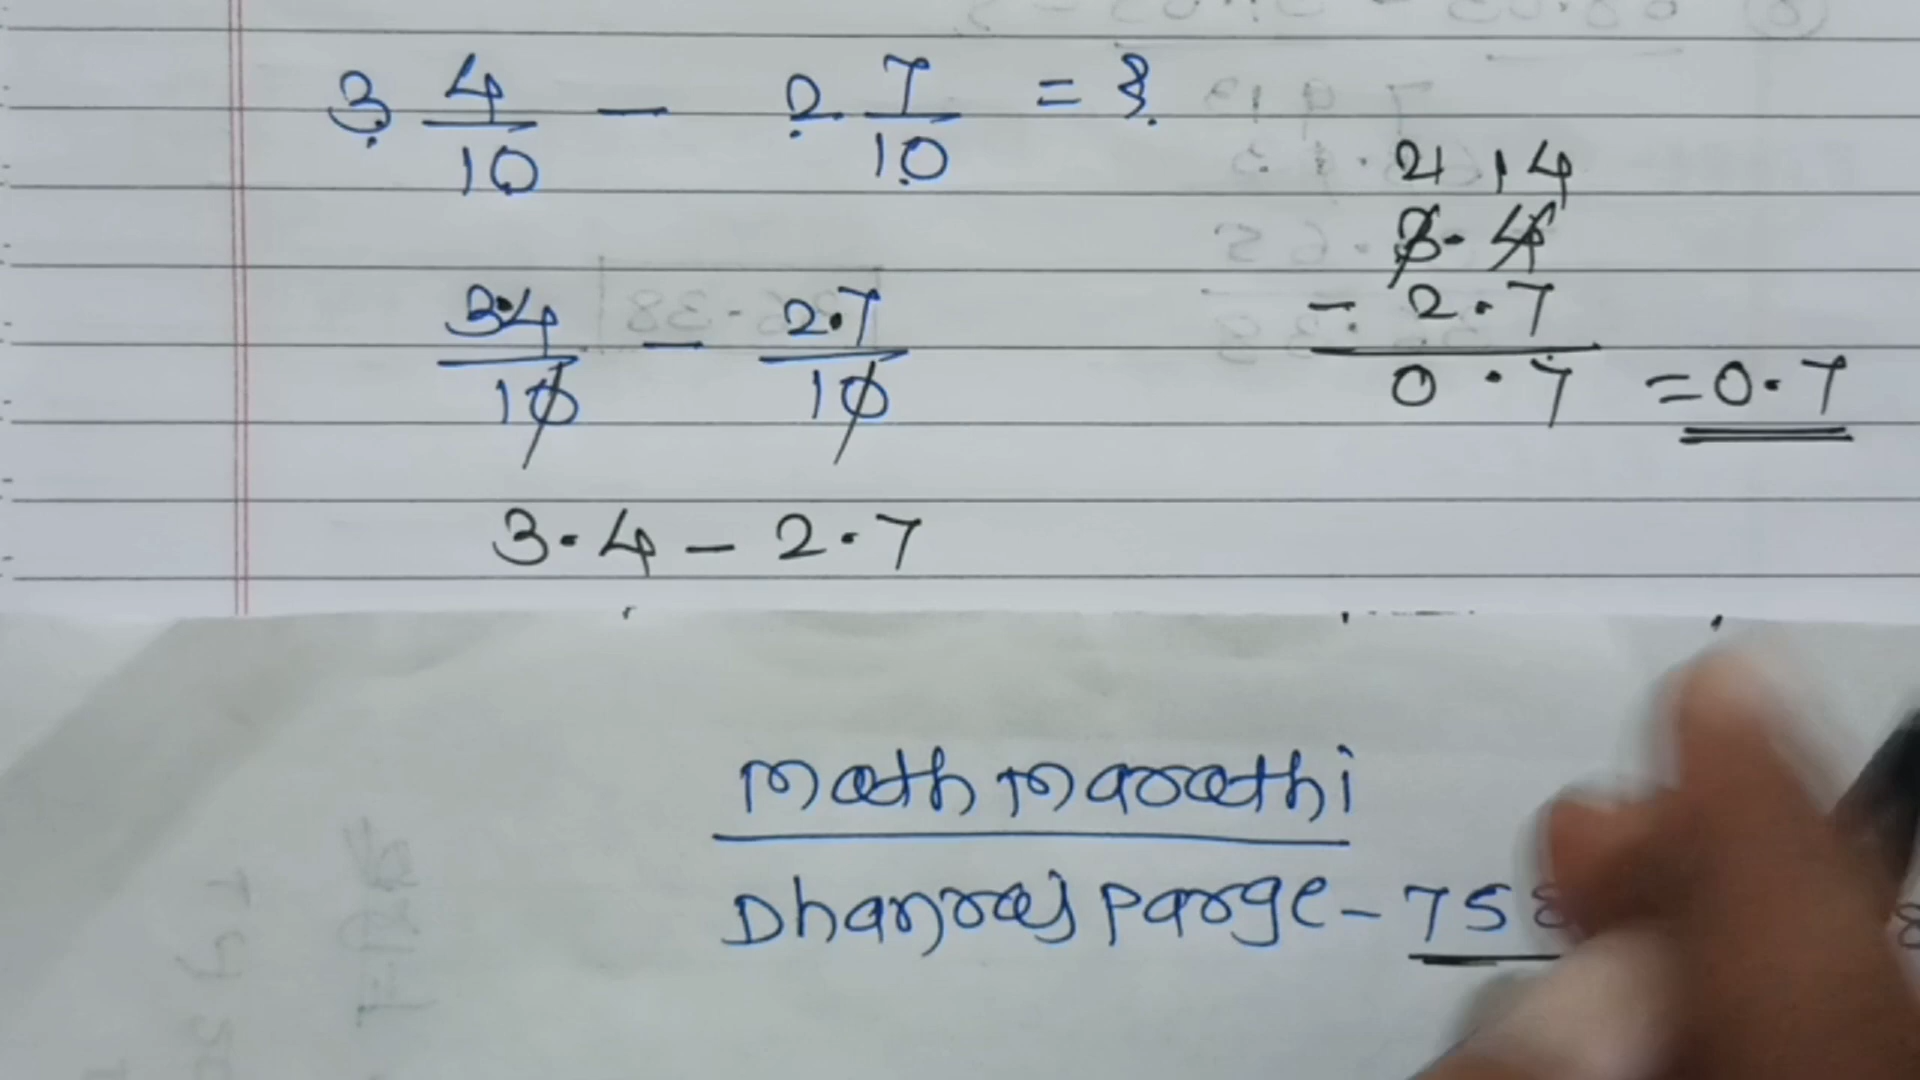 3 4/10 - 2 7/10 = ?
2 14
3.4
34/10 - 27/10
- 2.7
0.7 = 0.7
3.4 - 2.7
Math Marathi
Dhanraj Parge - 758